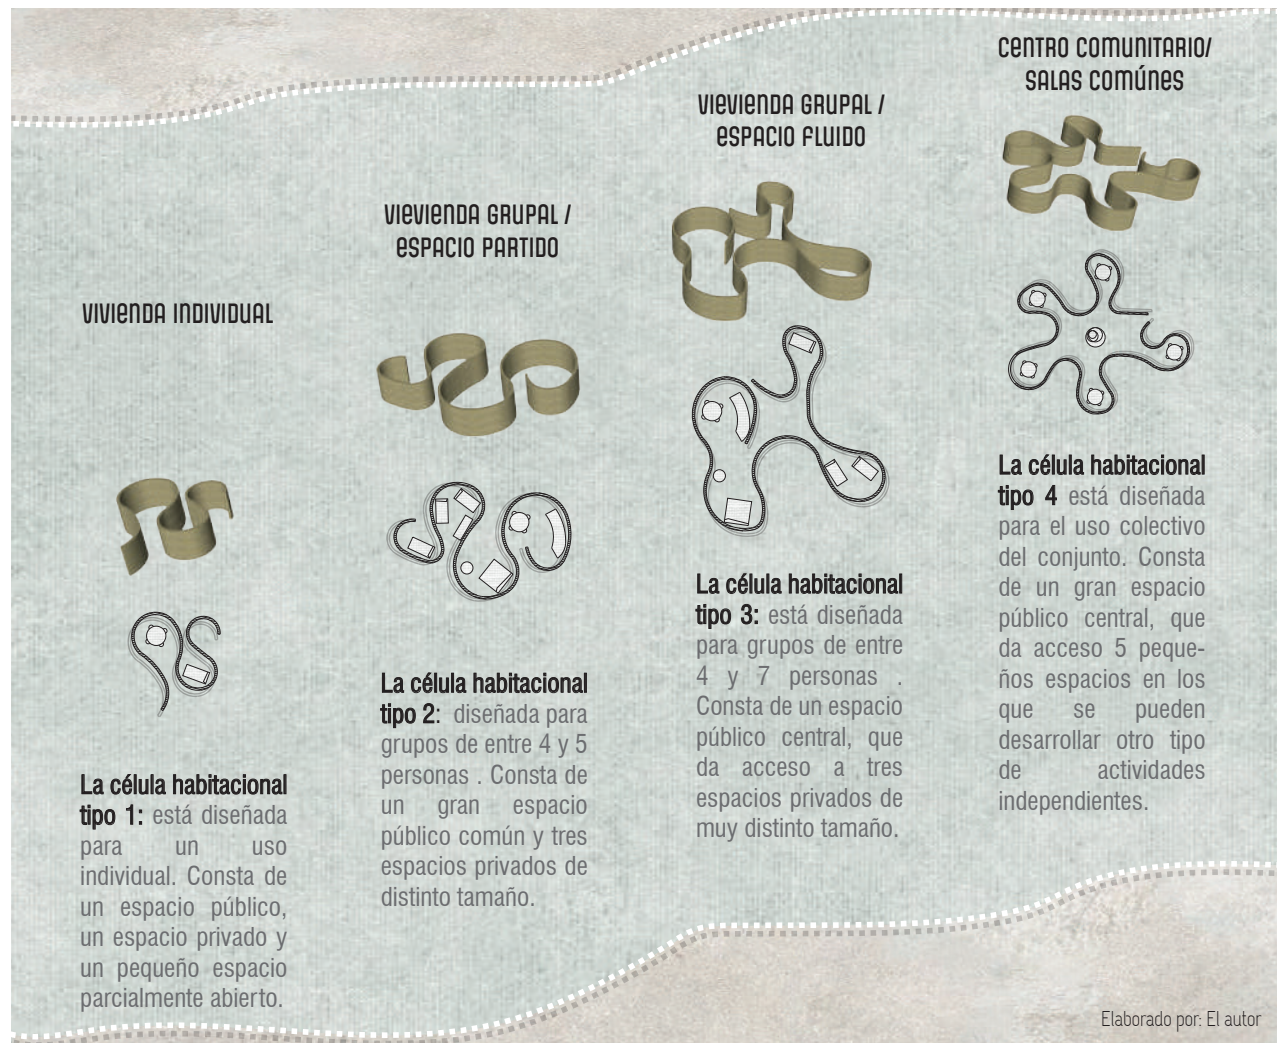 VIVIENDA INDIVIDUAL
La célula habitacional
tipo 1: está diseñada
para un uso
individual. Consta de
un espacio público,
un espacio privado y
un pequeño espacio
parcialmente abierto.
VIEVIENDA GRUPAL /
ESPACIO PARTIDO
La célula habitacional
tipo 2: diseñada para
grupos de entre 4 y 5
personas . Consta de
un gran espacio
público común y tres
espacios privados de
distinto tamaño.
VIEVIENDA GRUPAL /
ESPACIO FLUIDO
La célula habitacional
tipo 3: está diseñada
para grupos de entre
4 y 7 personas .
Consta de un espacio
público central, que
da acceso a tres
espacios privados de
muy distinto tamaño.
CENTRO COMUNITARIO/
SALAS COMÚNES
La célula habitacional
tipo 4 está diseñada
para el uso colectivo
del conjunto. Consta
de un gran espacio
público central, que
da acceso 5 peque-
ños espacios en los
que se pueden
desarrollar otro tipo
de actividades
independientes.
Elaborado por: El autor